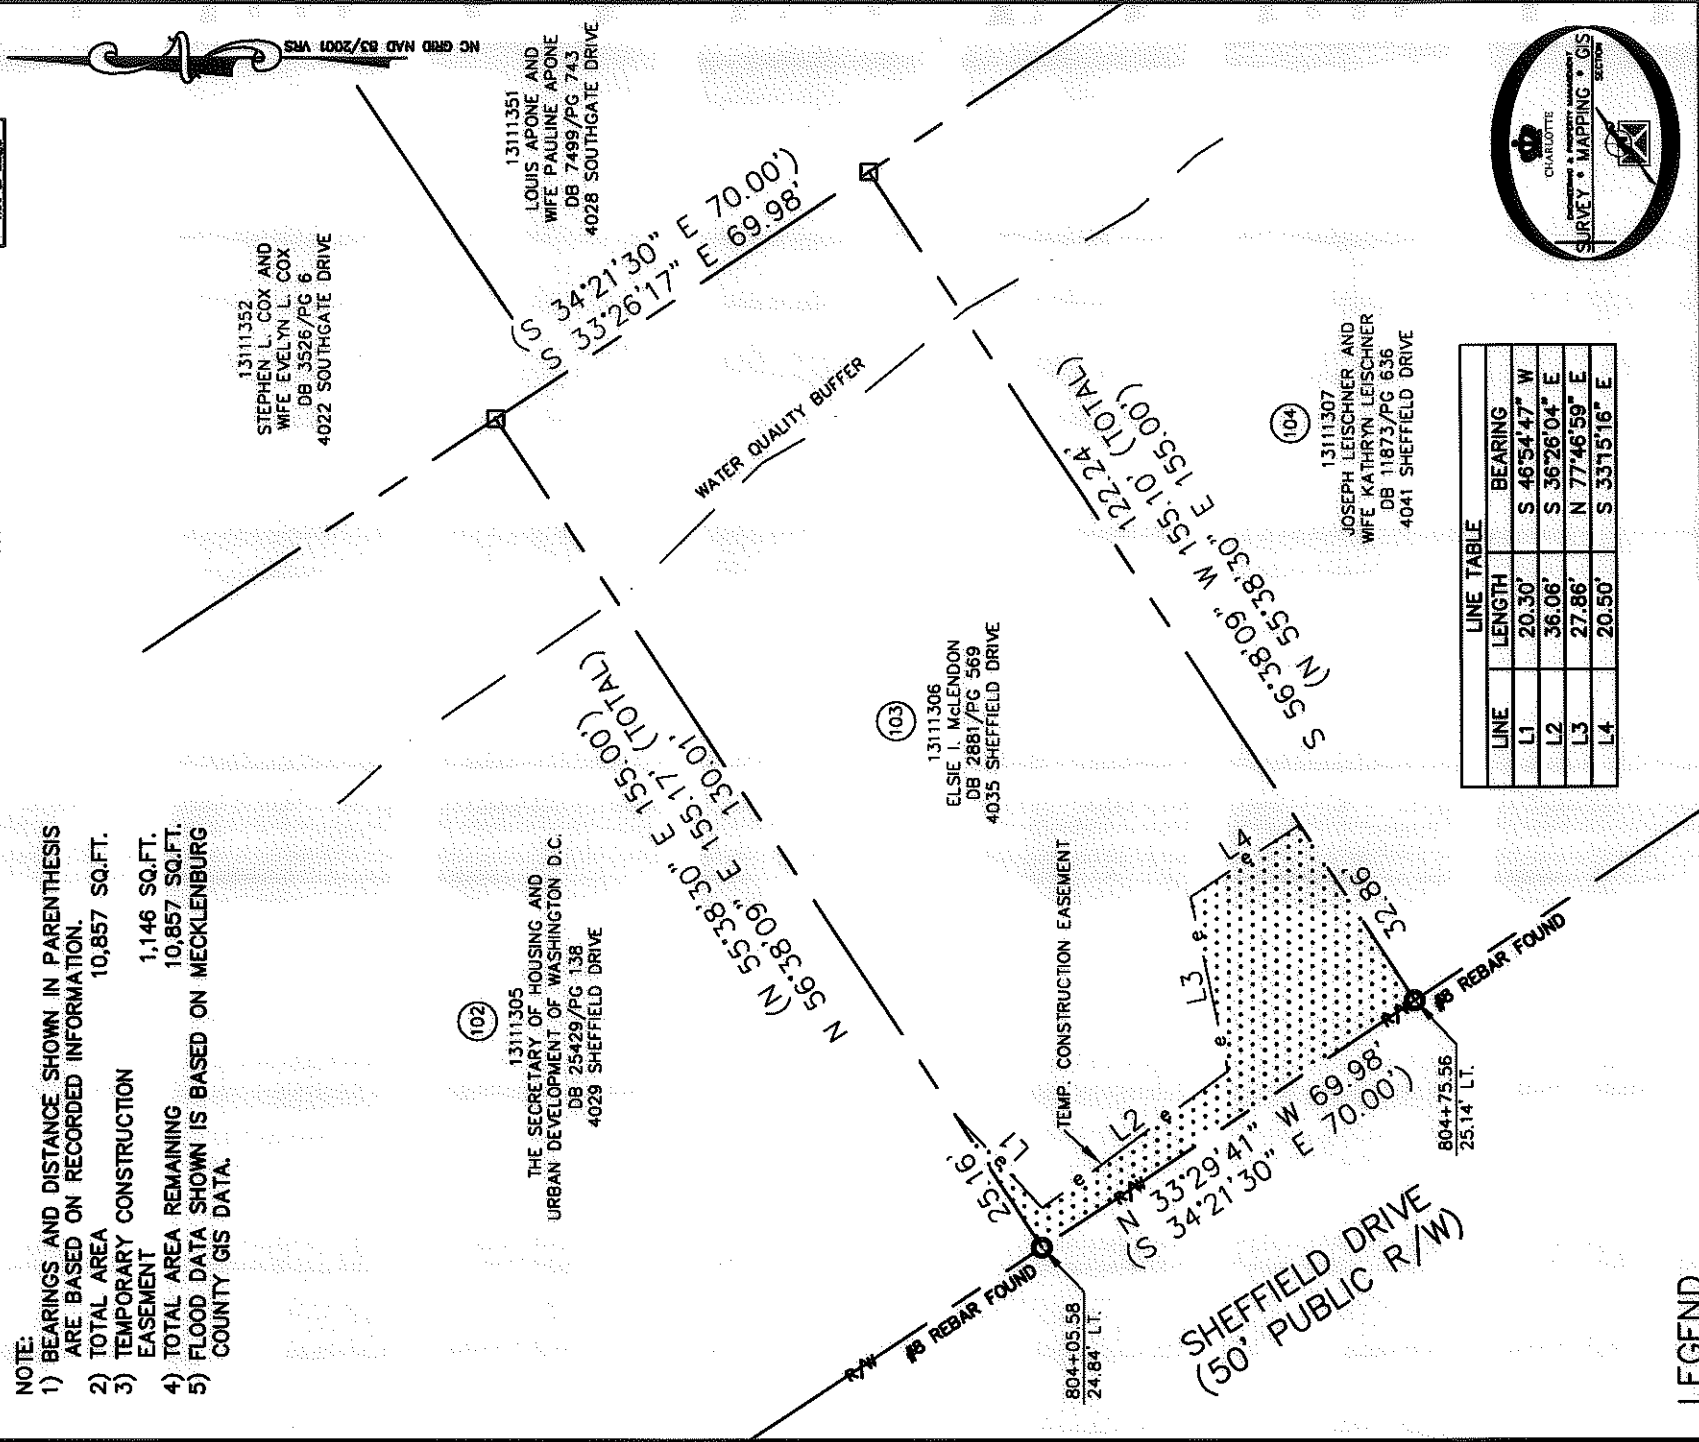 NOTE:
1) BEARINGS AND DISTANCE SHOWN IN PARENTHESIS
ARE BASED ON RECORDED INFORMATION.
2) TOTAL AREA 10,857 SQ.FT.
3) TEMPORARY CONSTRUCTION
EASEMENT 1,146 SQ.FT.
4) TOTAL AREA REMAINING 10,857 SQ.FT.
5) FLOOD DATA SHOWN IS BASED ON MECKLENBURG
COUNTY GIS DATA.
NC GRID NAD 83/2001 VRS
13111352
STEPHEN L. COX AND
WIFE EVELYN L. COX
DB 3526/PG 6
4022 SOUTHGATE DRIVE
13111351
LOUIS APONE AND
WIFE PAULINE APONE
DB 7499/PG 743
4028 SOUTHGATE DRIVE
(S 34°21'30" E 70.00')
S 33°26'17" E 69.98'
WATER QUALITY BUFFER
(N 55°38'30" E 155.00')
N 56°38'09" E 155.17' (TOTAL)
130.01'
102
13111305
THE SECRETARY OF HOUSING AND
URBAN DEVELOPMENT OF WASHINGTON D.C.
DB 25429/PG 138
4029 SHEFFIELD DRIVE
103
13111306
ELSIE I. McLENDON
DB 2881/PG 569
4035 SHEFFIELD DRIVE
122.24'
S 56°38'09" W 155.10' (TOTAL)
(N 55°38'30" E 155.00')
104
13111307
JOSEPH LEISCHNER AND
WIFE KATHRYN LEISCHNER
DB 11873/PG 636
4041 SHEFFIELD DRIVE
TEMP. CONSTRUCTION EASEMENT
25.16'
L1
e
L2
e
e
e
L3
e
L4
e
32.86'
R/W
#8 REBAR FOUND
R/W
R/W
#8 REBAR FOUND
N 33°29'41" W 69.98'
(S 34°21'30" E 70.00')
804+05.58
24.84' LT.
804+75.56
25.14' LT.
SHEFFIELD DRIVE
(50' PUBLIC R/W)
LINE TABLE
LINE LENGTH BEARING
L1 20.30' S 46°54'47" W
L2 36.06' S 36°26'04" E
L3 27.86' N 77°46'59" E
L4 20.50' S 33°15'16" E
CHARLOTTE
ENGINEERING & PROPERTY MANAGEMENT
SURVEY * MAPPING * GIS
SECTION
LEGEND